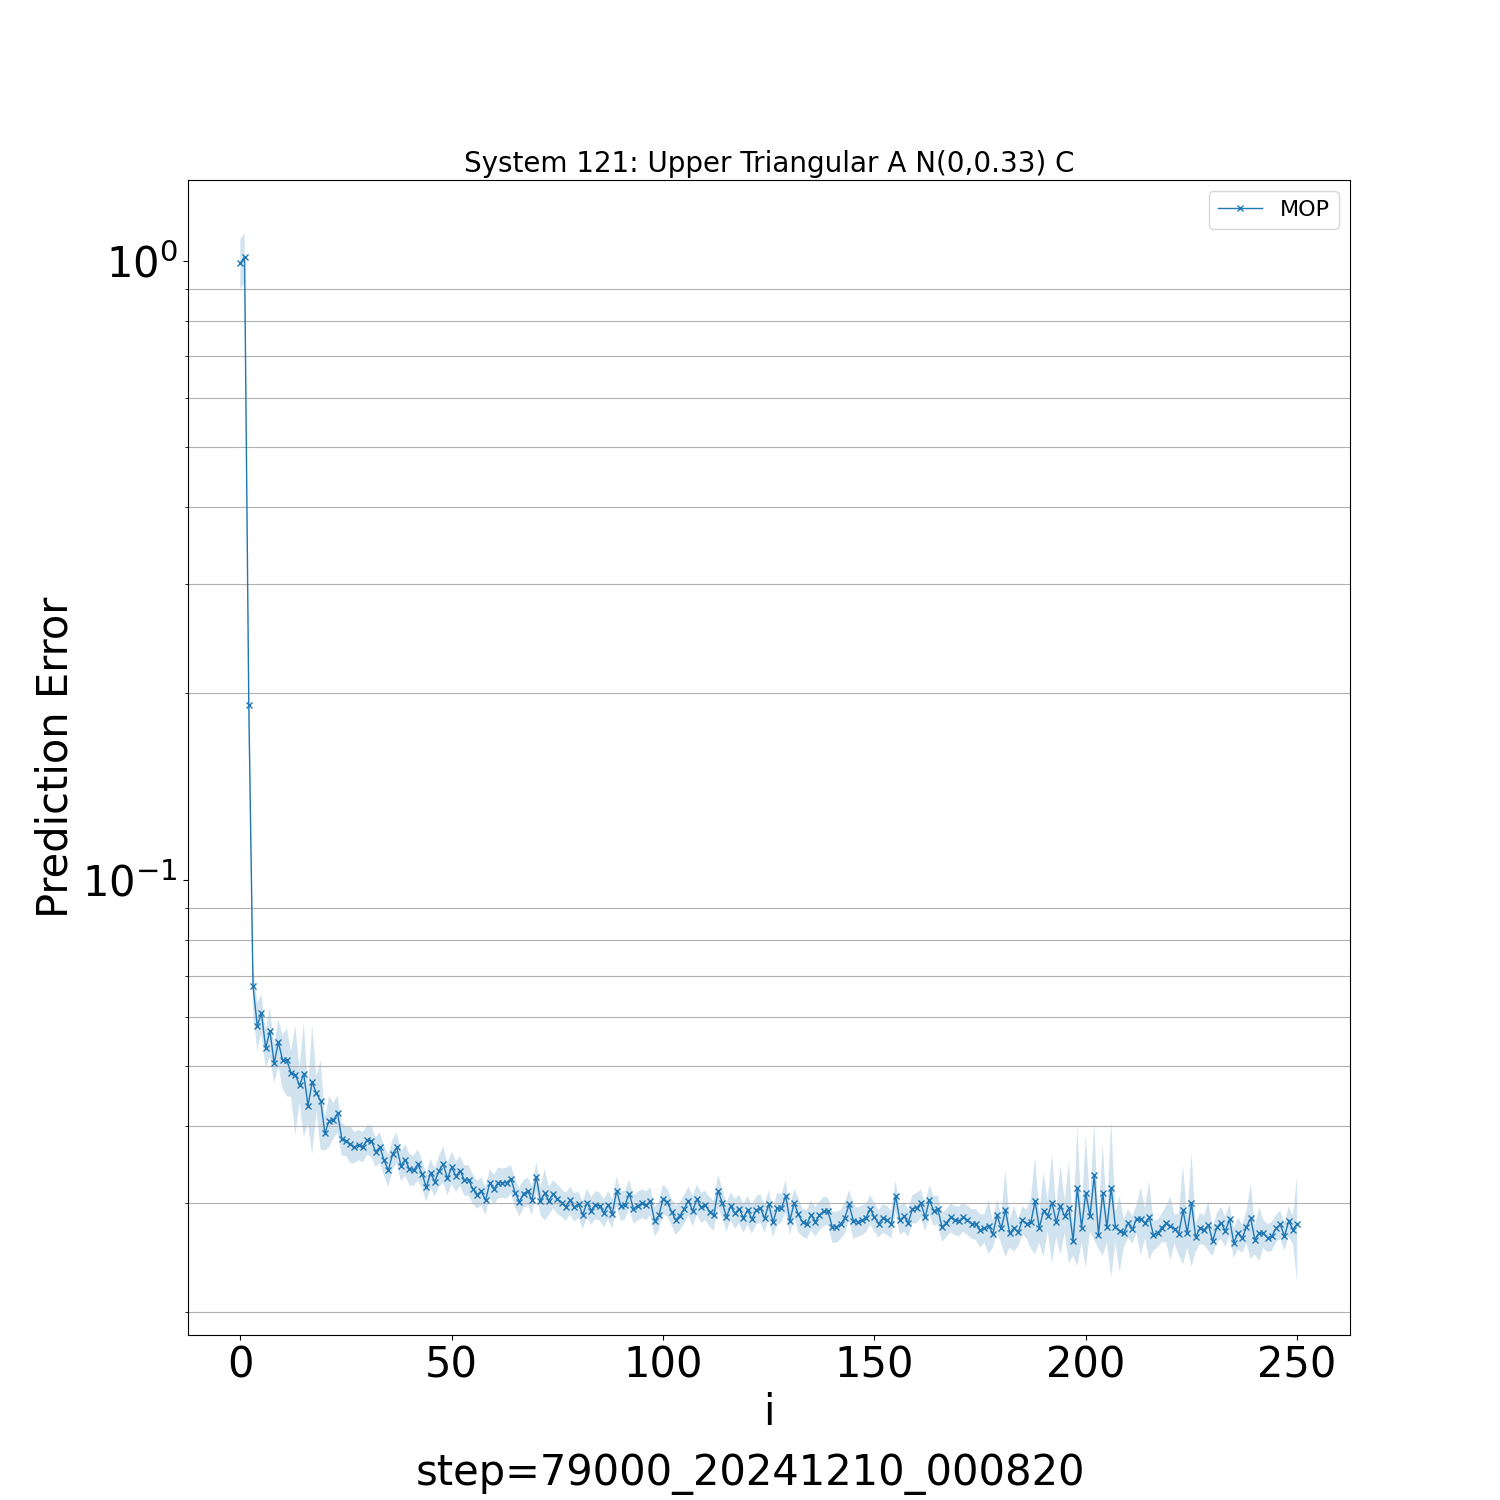 System 121: Upper Triangular A N(0,0.33) C
MOP
Prediction Error
10⁰
10⁻¹
0 50 100 150 200 250
i
step=79000_20241210_000820